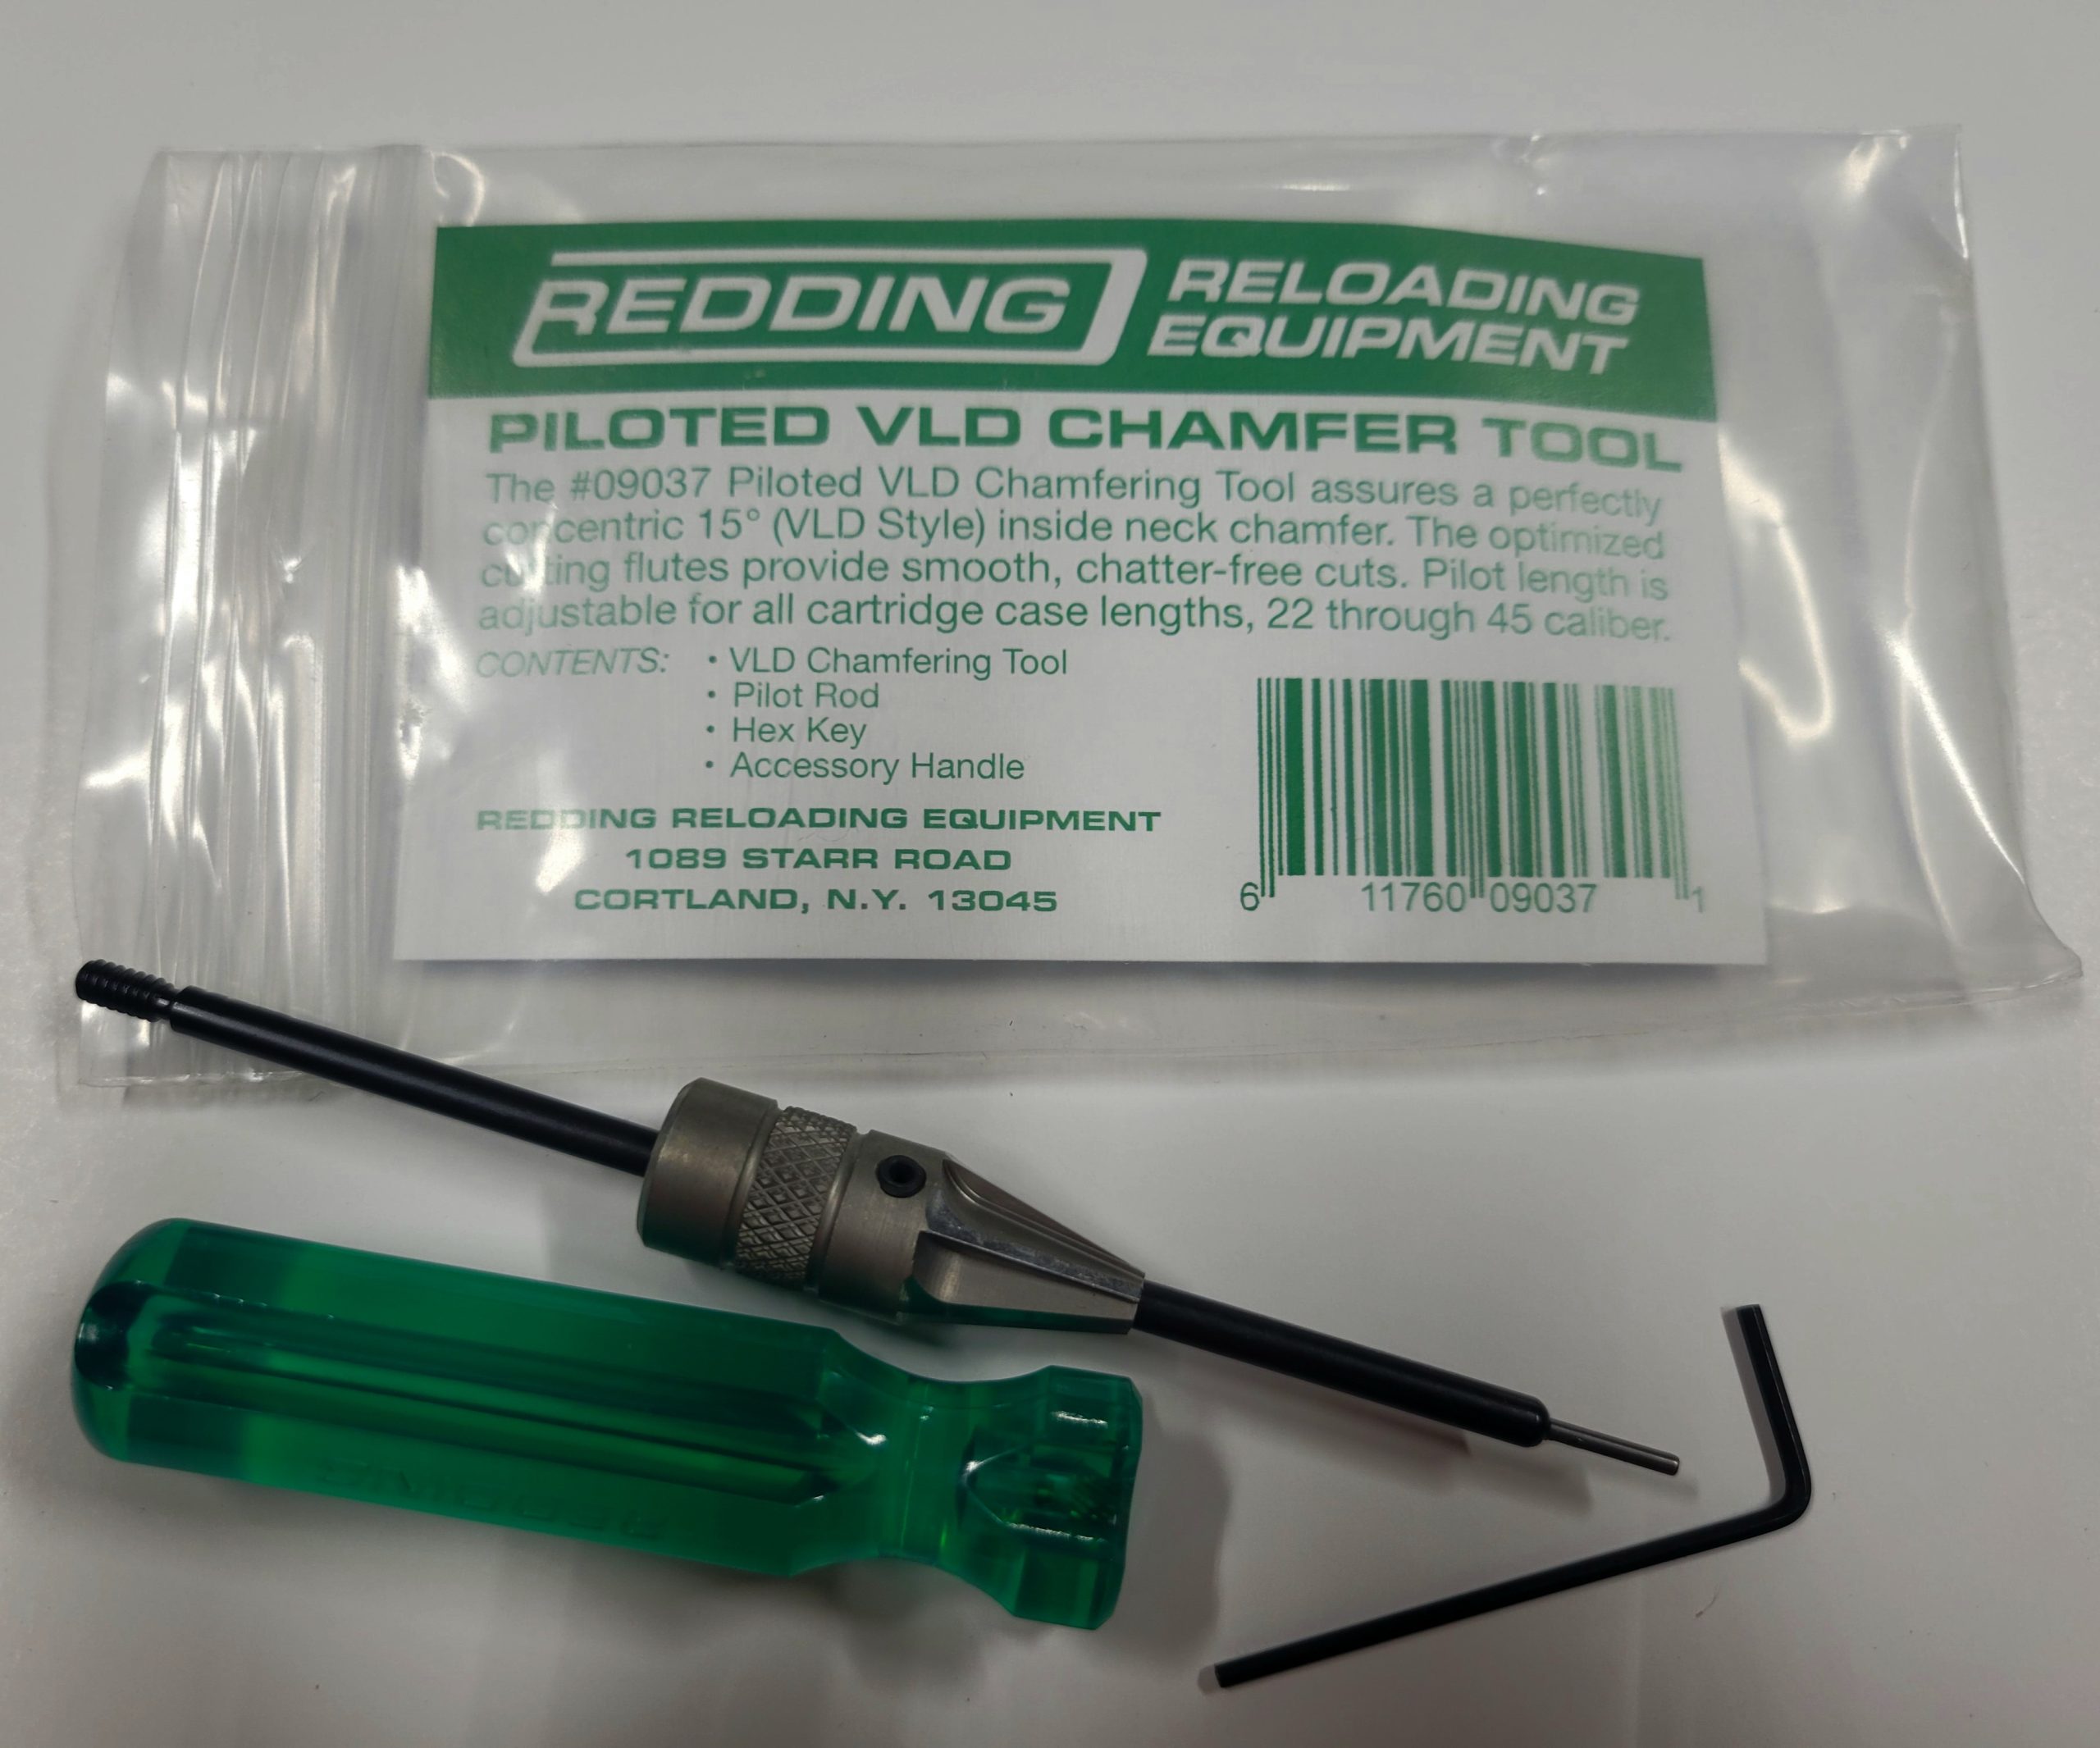 REDDING RELOADING
EQUIPMENT
PILOTED VLD CHAMFER TOOL
The #09037 Piloted VLD Chamfering Tool assures a perfectly
concentric 15° (VLD Style) inside neck chamfer. The optimized
cutting flutes provide smooth, chatter-free cuts. Pilot length is
adjustable for all cartridge case lengths, 22 through 45 caliber.
CONTENTS: • VLD Chamfering Tool
• Pilot Rod
• Hex Key
• Accessory Handle
REDDING RELOADING EQUIPMENT
1089 STARR ROAD
CORTLAND, N.Y. 13045
6 11760 09037 1
REDDING